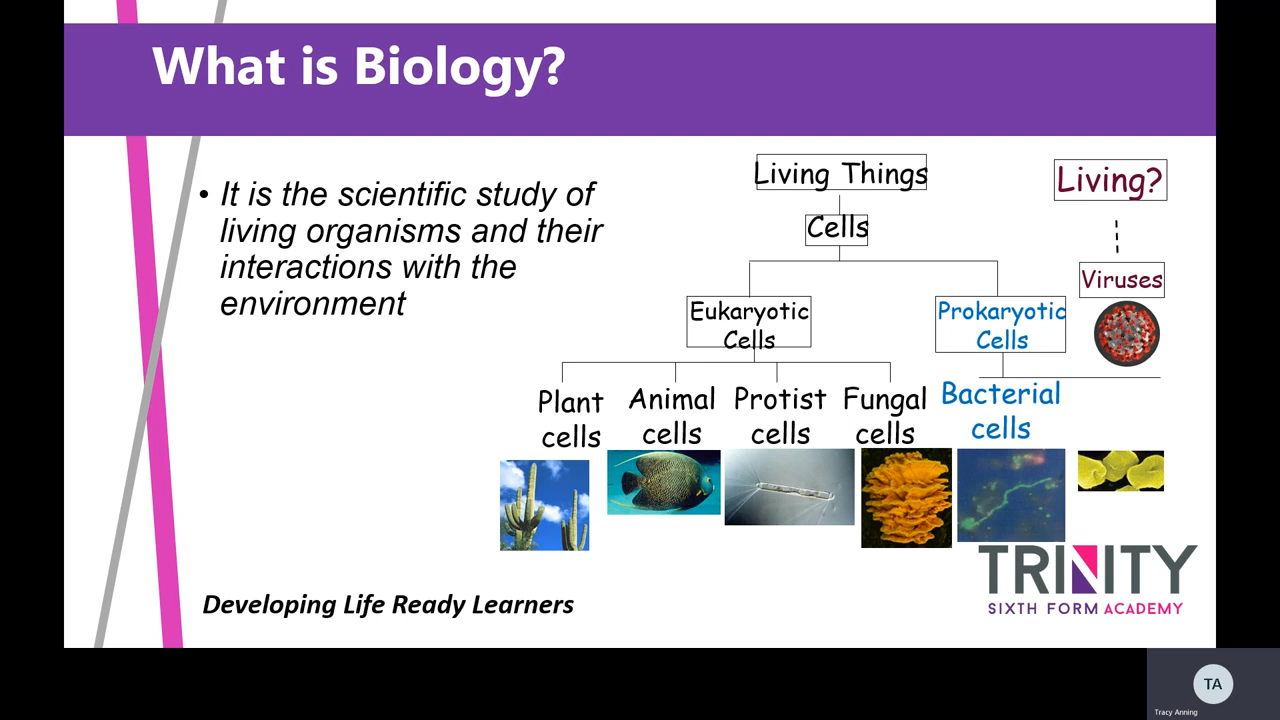 What is Biology?
• It is the scientific study of
living organisms and their
interactions with the
environment
Living Things
Cells
Eukaryotic
Cells
Prokaryotic
Cells
Living?
Viruses
Plant
cells
Animal
cells
Protist
cells
Fungal
cells
Bacterial
cells
Developing Life Ready Learners
TRINITY
SIXTH FORM ACADEMY
TA
Tracy Anning